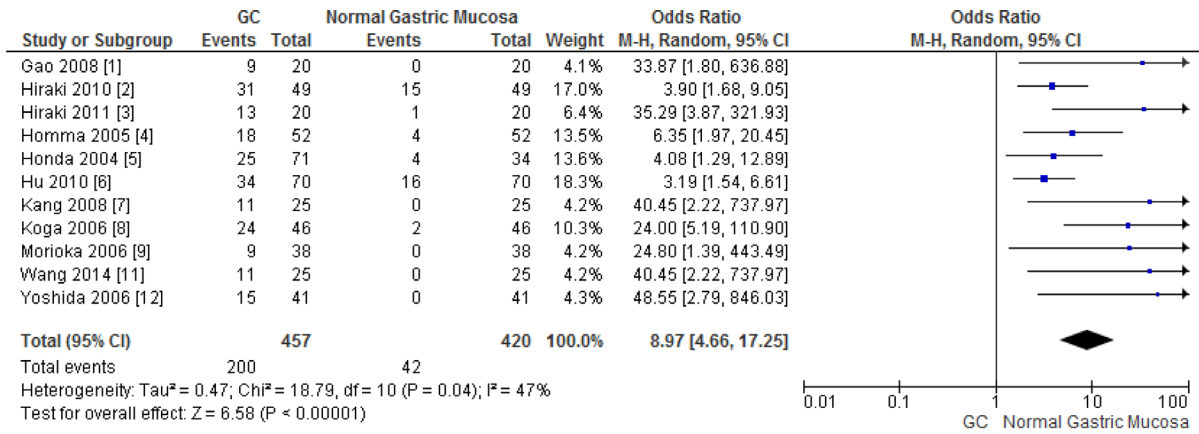 GC Normal Gastric Mucosa Odds Ratio Odds Ratio
Study or Subgroup Events Total Events Total Weight M-H, Random, 95% CI M-H, Random, 95% CI
Gao 2008 [1] 9 20 0 20 4.1% 33.87 [1.80, 636.88]
Hiraki 2010 [2] 31 49 15 49 17.0% 3.90 [1.68, 9.05]
Hiraki 2011 [3] 13 20 1 20 6.4% 35.29 [3.87, 321.93]
Homma 2005 [4] 18 52 4 52 13.5% 6.35 [1.97, 20.45]
Honda 2004 [5] 25 71 4 34 13.6% 4.08 [1.29, 12.89]
Hu 2010 [6] 34 70 16 70 18.3% 3.19 [1.54, 6.61]
Kang 2008 [7] 11 25 0 25 4.2% 40.45 [2.22, 737.97]
Koga 2006 [8] 24 46 2 46 10.3% 24.00 [5.19, 110.90]
Morioka 2006 [9] 9 38 0 38 4.2% 24.80 [1.39, 443.49]
Wang 2014 [11] 11 25 0 25 4.2% 40.45 [2.22, 737.97]
Yoshida 2006 [12] 15 41 0 41 4.3% 48.55 [2.79, 846.03]
Total (95% CI) 457 420 100.0% 8.97 [4.66, 17.25]
Total events 200 42
Heterogeneity: Tau² = 0.47; Chi² = 18.79, df = 10 (P = 0.04); I² = 47%
Test for overall effect: Z = 6.58 (P < 0.00001)
0.01 0.1 1 10 100
GC Normal Gastric Mucosa